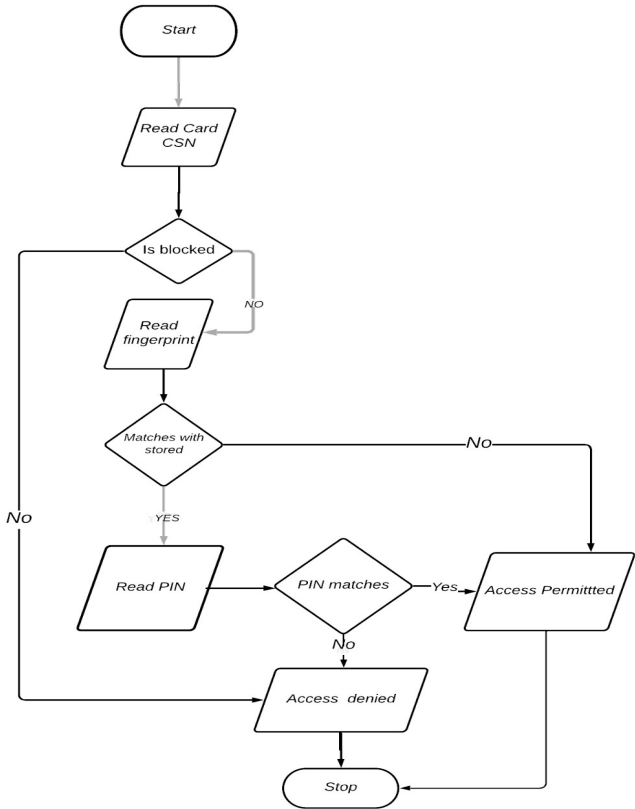 Start
Read Card
CSN
Is blocked
NO
Read
fingerprint
Matches with
stored
No
No
YES
Read PIN
PIN matches
Yes
Access Permittted
No
Access denied
Stop